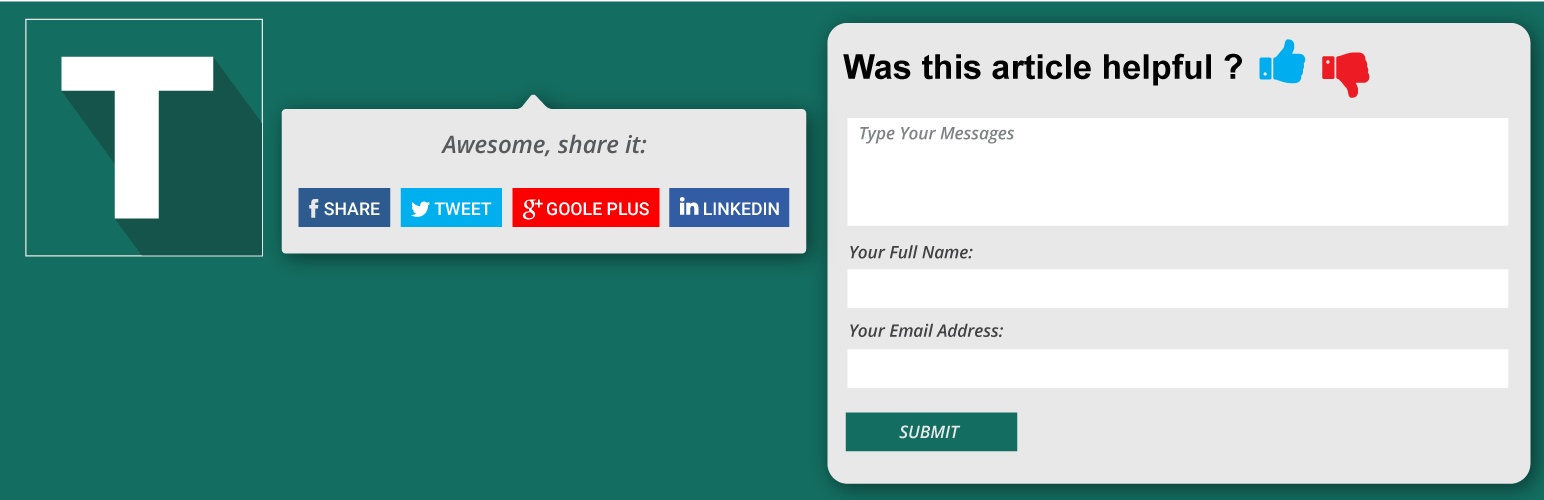 T
Awesome, share it:
f SHARE
TWEET
g+ GOOLE PLUS
in LINKEDIN
Was this article helpful ?
Type Your Messages
Your Full Name:
Your Email Address:
SUBMIT